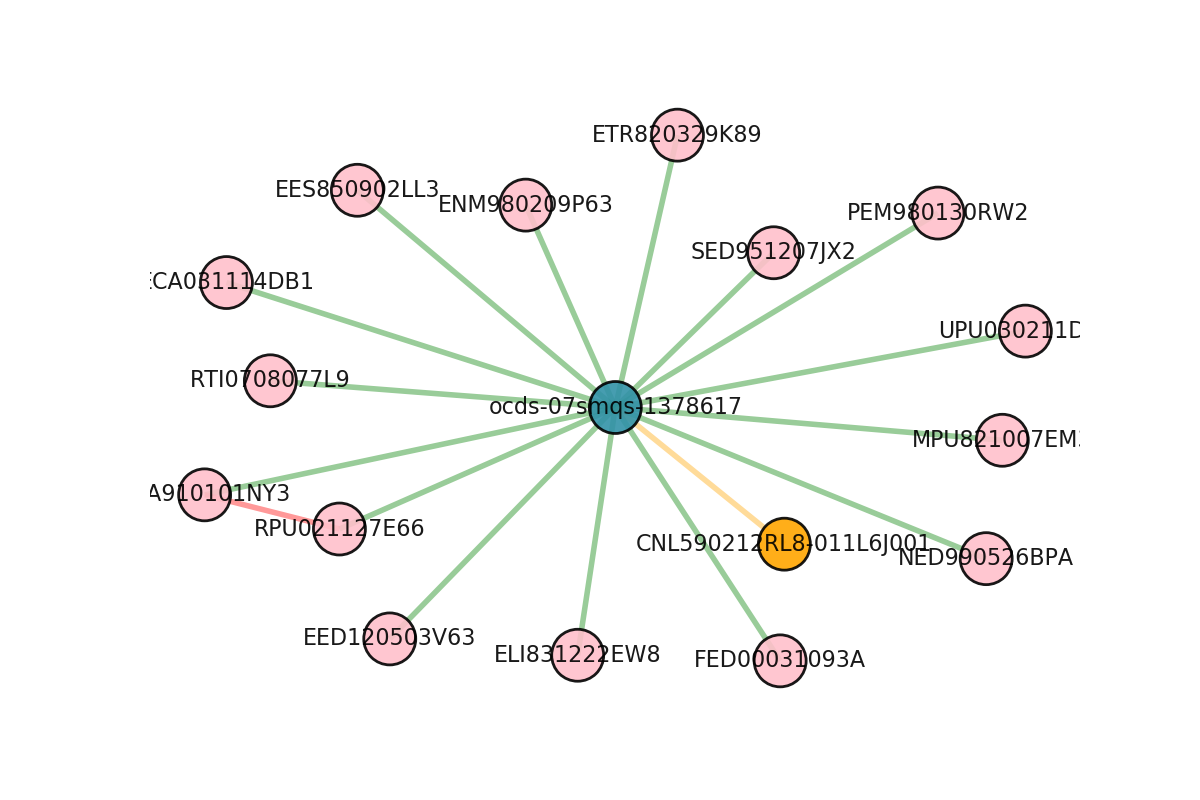 ETR820329K89
EES850902LL3
ENM980209P63
PEM980130RW2
SED951207JX2
CA031114DB1
UPU030211D
RTI0708077L9
ocds-07smqs-1378617
MPU821007EM
A910101NY3
RPU021127E66
CNL590212RL8-011L6J001
NED990526BPA
EED120503V63
ELI831222EW8
FED00031093A